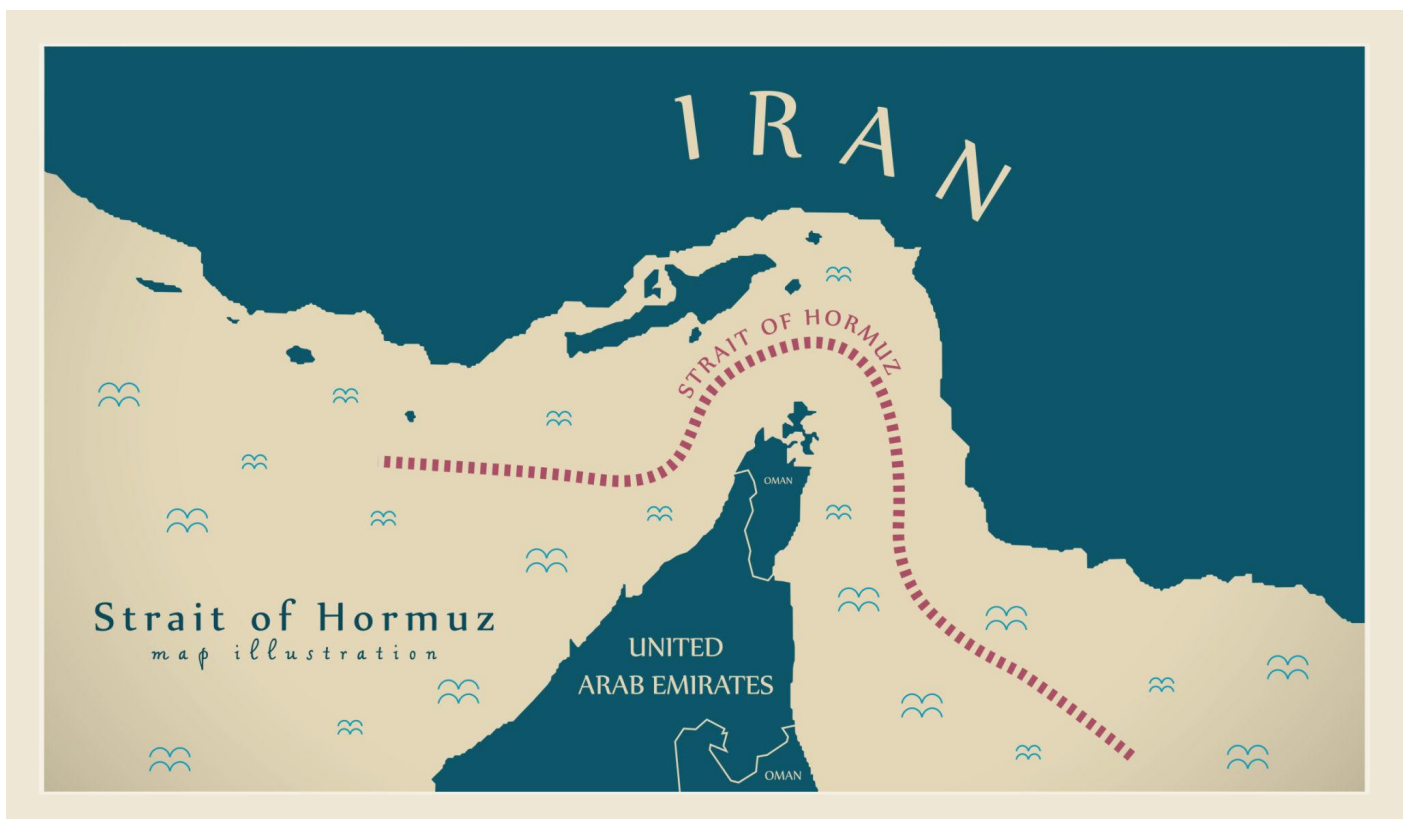 IRAN
STRAIT OF HORMUZ
OMAN
Strait of Hormuz
map illustration
UNITED
ARAB EMIRATES
OMAN